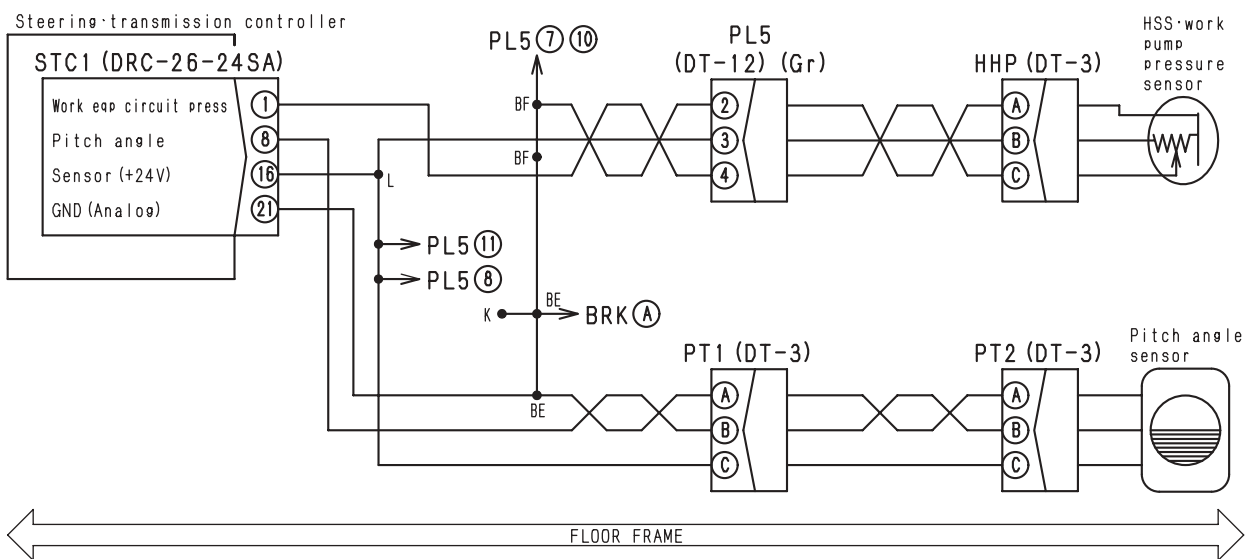 Steering·transmission controller
STC1 (DRC-26-24SA)
Work eqp circuit press 1
Pitch angle 8
Sensor (+24V) 16
GND (Analog) 21
L
PL5 11
PL5 8
PL5 7 10
BF
BF
K
BE
BRK A
BE
PL5
(DT-12) (Gr)
2
3
4
HHP (DT-3)
A
B
C
HSS·work
pump
pressure
sensor
PT1 (DT-3)
A
B
C
PT2 (DT-3)
A
B
C
Pitch angle
sensor
FLOOR FRAME